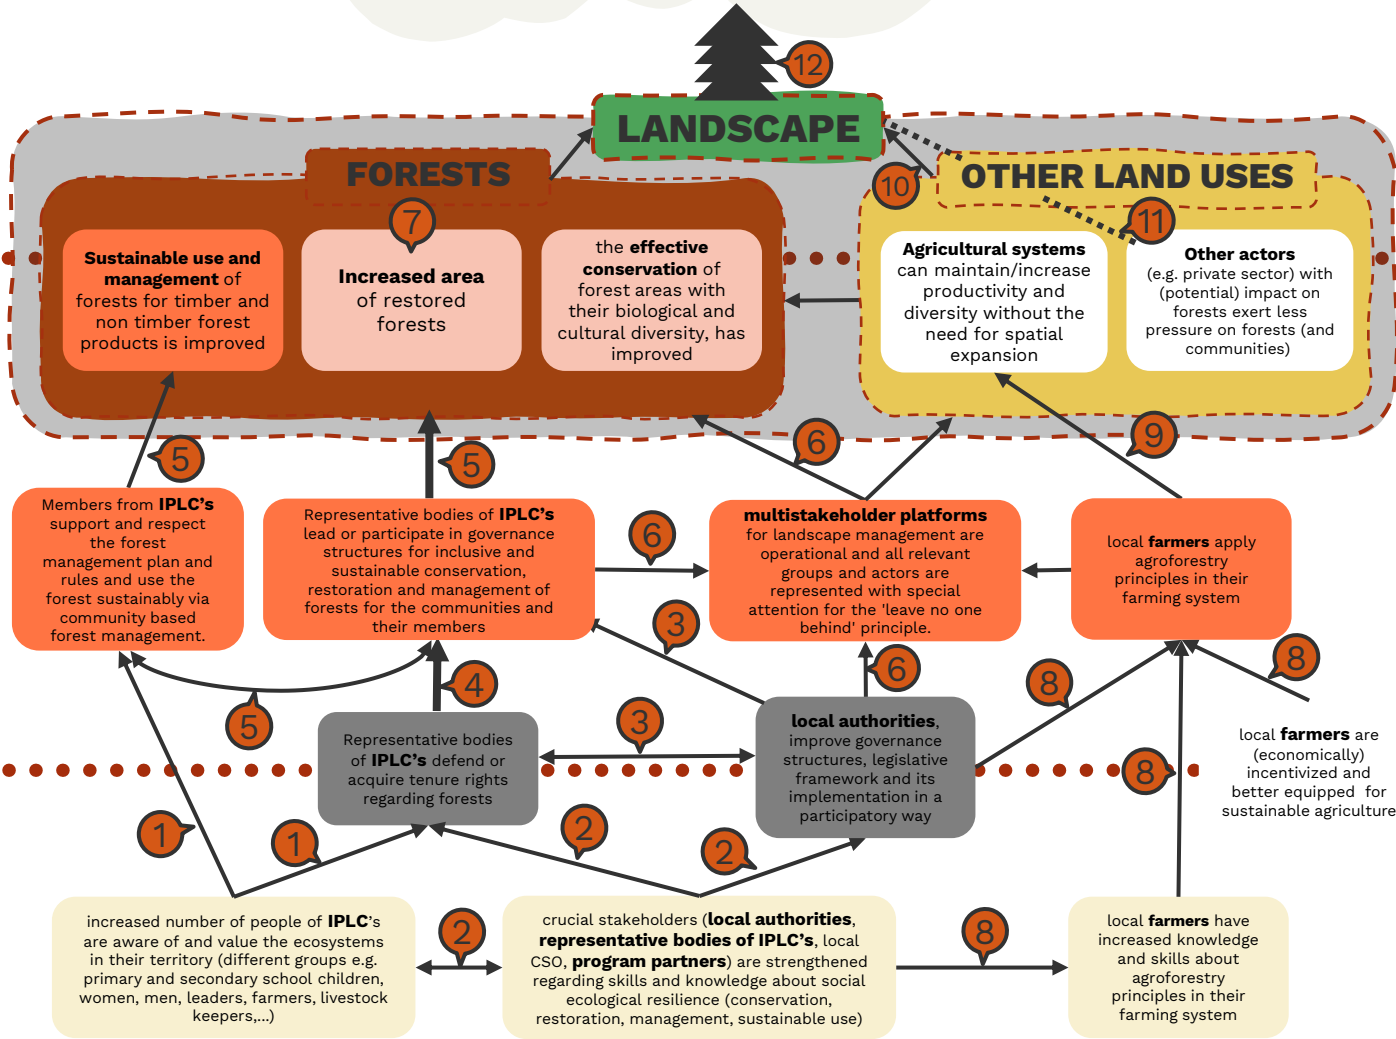 12
LANDSCAPE
FORESTS
10
OTHER LAND USES
7
11
Sustainable use and
management of
forests for timber and
non timber forest
products is improved
Increased area
of restored
forests
the effective
conservation of
forest areas with
their biological and
cultural diversity, has
improved
Agricultural systems
can maintain/increase
productivity and
diversity without the
need for spatial
expansion
Other actors
(e.g. private sector) with
(potential) impact on
forests exert less
pressure on forests (and
communities)
5
5
6
9
Members from IPLC's
support and respect
the forest
management plan and
rules and use the
forest sustainably via
community based
forest management.
Representative bodies of IPLC's
lead or participate in governance
structures for inclusive and
sustainable conservation,
restoration and management of
forests for the communities and
their members
6
multistakeholder platforms
for landscape management are
operational and all relevant
groups and actors are
represented with special
attention for the 'leave no one
behind' principle.
local farmers apply
agroforestry
principles in their
farming system
3
5
4
6
8
8
3
Representative bodies
of IPLC's defend or
acquire tenure rights
regarding forests
local authorities,
improve governance
structures, legislative
framework and its
implementation in a
participatory way
8
local farmers are
(economically)
incentivized and
better equipped for
sustainable agriculture
1
1
2
2
increased number of people of IPLC's
are aware of and value the ecosystems
in their territory (different groups e.g.
primary and secondary school children,
women, men, leaders, farmers, livestock
keepers,...)
2
crucial stakeholders (local authorities,
representative bodies of IPLC's, local
CSO, program partners) are strengthened
regarding skills and knowledge about social
ecological resilience (conservation,
restoration, management, sustainable use)
8
local farmers have
increased knowledge
and skills about
agroforestry
principles in their
farming system